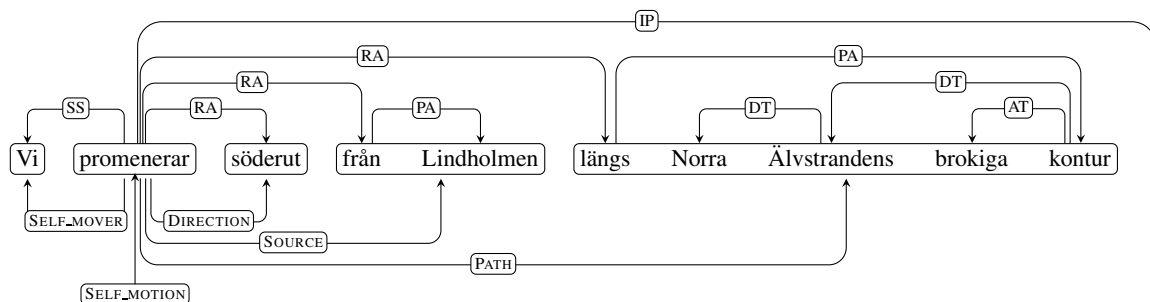 IP
RA PA
RA DT
SS RA PA DT AT
Vi promenerar söderut från Lindholmen längs Norra Älvstrandens brokiga kontur
SELF_MOVER DIRECTION
SOURCE
PATH
SELF_MOTION